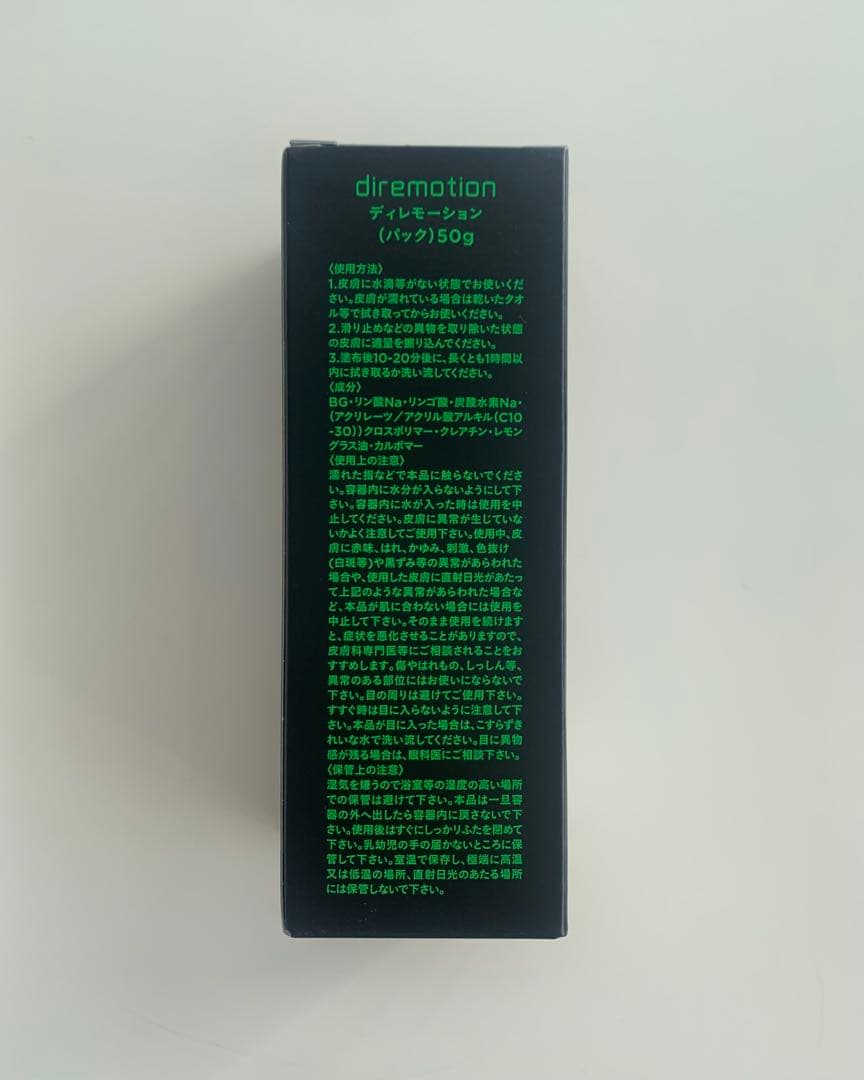 diremotion
ディレモーション
(パック)50g
〈使用方法〉
1.皮膚に水滴等がない状態でお使いくだ
さい。皮膚が濡れている場合は乾いたタオ
ル等で拭き取ってからお使いください。
2.滑り止めなどの異物を取り除いた状態
の皮膚に適量を擦り込んでください。
3.塗布後10-20分後に、長くとも1時間以
内に拭き取るか洗い流してください。
〈成分〉
BG・リン酸Na・リンゴ酸・炭酸水素Na・
(アクリレーツ/アクリル酸アルキル(C10
-30))クロスポリマー・クレアチン・レモン
グラス油・カルボマー
〈使用上の注意〉
濡れた指などで本品に触らないでくださ
い。容器内に水分が入らないようにして下
さい。容器内に水が入った時は使用を中
止してください。皮膚に異常が生じていな
いかよく注意してご使用下さい。使用中、皮
膚に赤味、はれ、かゆみ、刺激、色抜け
(白斑等)や黒ずみ等の異常があらわれた
場合や、使用した皮膚に直射日光があたっ
て上記のような異常があらわれた場合な
ど、本品が肌に合わない場合には使用を
中止して下さい。そのまま使用を続けます
と、症状を悪化させることがありますので、
皮膚科専門医等にご相談されることをお
すすめします。傷やはれもの、しっしん等、
異常のある部位にはお使いにならないで
下さい。目の周りは避けてご使用下さい。
すすぐ時は目に入らないように注意して下
さい。本品が目に入った場合は、こすらずき
れいな水で洗い流してください。目に異物
感が残る場合は、眼科医にご相談下さい。
〈保管上の注意〉
湿気を嫌うので浴室等の湿度の高い場所
での保管は避けて下さい。本品は一旦容
器の外へ出したら容器内に戻さないで下
さい。使用後はすぐにしっかりふたを閉めて
下さい。乳幼児の手の届かないところに保
管して下さい。室温で保存し、極端に高温
又は低温の場所、直射日光のあたる場所
には保管しないで下さい。